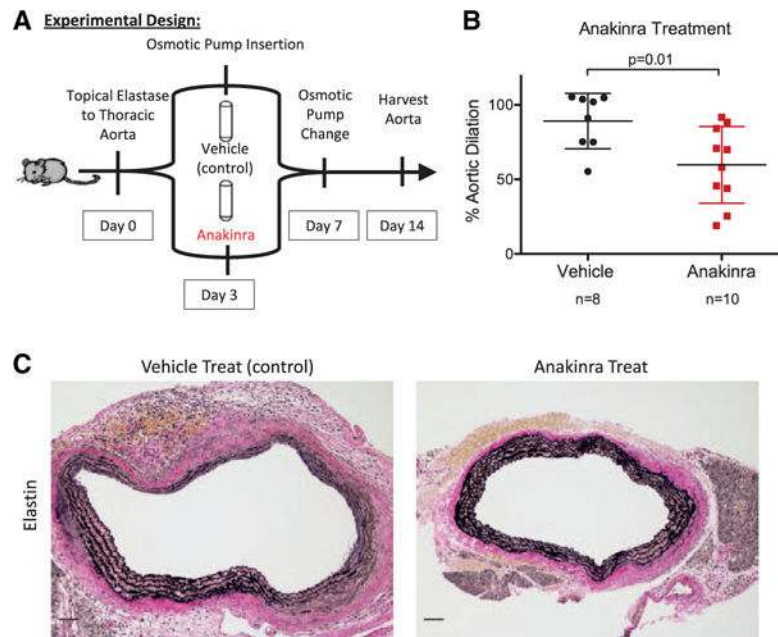 A
Experimental Design:
Osmotic Pump Insertion
Topical Elastase
to Thoracic
Aorta
Vehicle
(control)
Anakinra
Osmotic
Pump
Change
Harvest
Aorta
Day 0
Day 3
Day 7
Day 14
B
Anakinra Treatment
p=0.01
% Aortic Dilation
100
50
0
Vehicle
Anakinra
n=8
n=10
C
Vehicle Treat (control)
Anakinra Treat
Elastin